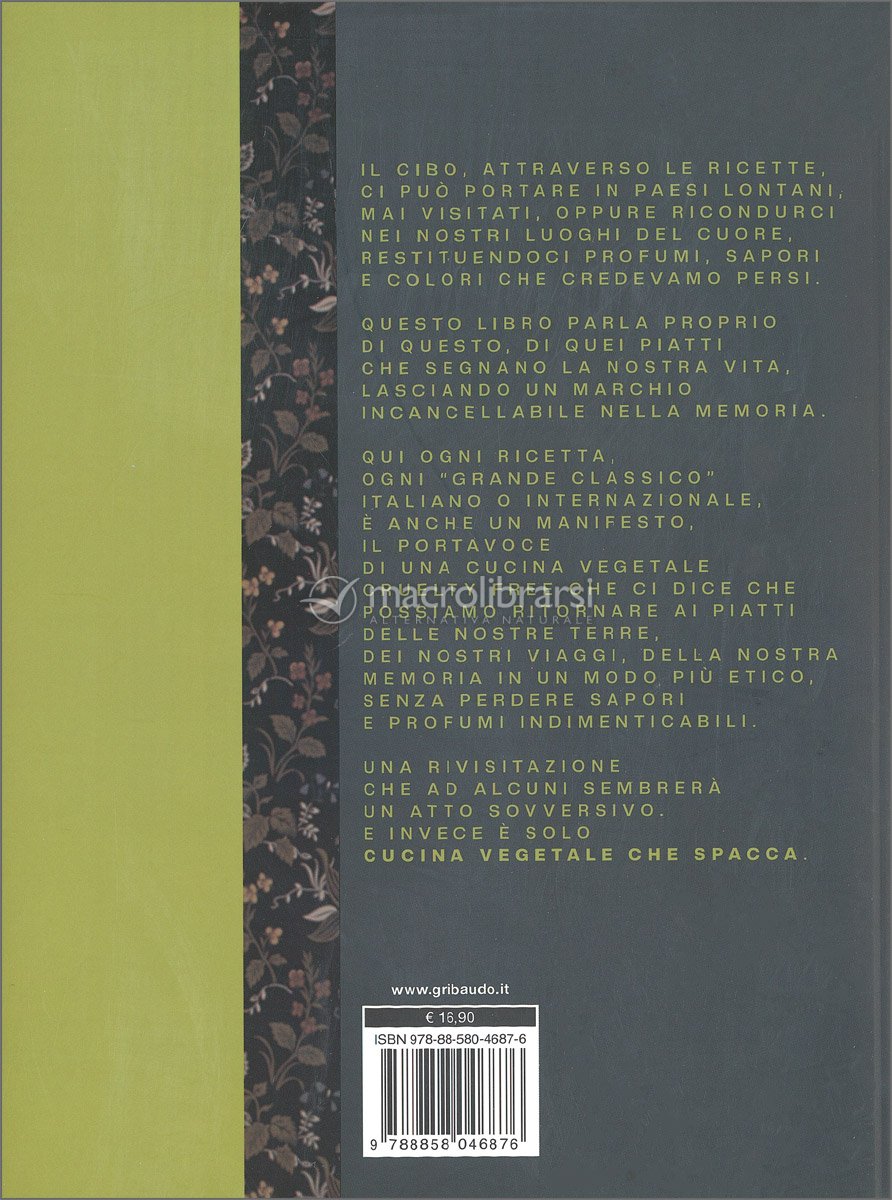 IL CIBO, ATTRAVERSO LE RICETTE,
CI PUÒ PORTARE IN PAESI LONTANI,
MAI VISITATI, OPPURE RICONDURCI
NEI NOSTRI LUOGHI DEL CUORE,
RESTITUENDOCI PROFUMI, SAPORI
E COLORI CHE CREDEVAMO PERSI.
QUESTO LIBRO PARLA PROPRIO
DI QUESTO, DI QUEI PIATTI
CHE SEGNANO LA NOSTRA VITA,
LASCIANDO UN MARCHIO
INCANCELLABILE NELLA MEMORIA.
QUI OGNI RICETTA,
OGNI "GRANDE CLASSICO"
ITALIANO O INTERNAZIONALE,
È ANCHE UN MANIFESTO,
IL PORTAVOCE
DI UNA CUCINA VEGETALE
CRUELTY FREE CHE CI DICE CHE
macrolibrarsi
POSSIAMO RITORNARE AI PIATTI
ALTERNATIVA NATURALE
DELLE NOSTRE TERRE,
DEI NOSTRI VIAGGI, DELLA NOSTRA
MEMORIA IN UN MODO PIÙ ETICO,
SENZA PERDERE SAPORI
E PROFUMI INDIMENTICABILI.
UNA RIVISITAZIONE
CHE AD ALCUNI SEMBRERÀ
UN ATTO SOVVERSIVO.
E INVECE È SOLO
CUCINA VEGETALE CHE SPACCA.
www.gribaudo.it
€ 16,90
ISBN 978-88-580-4687-6
9 788858 046876